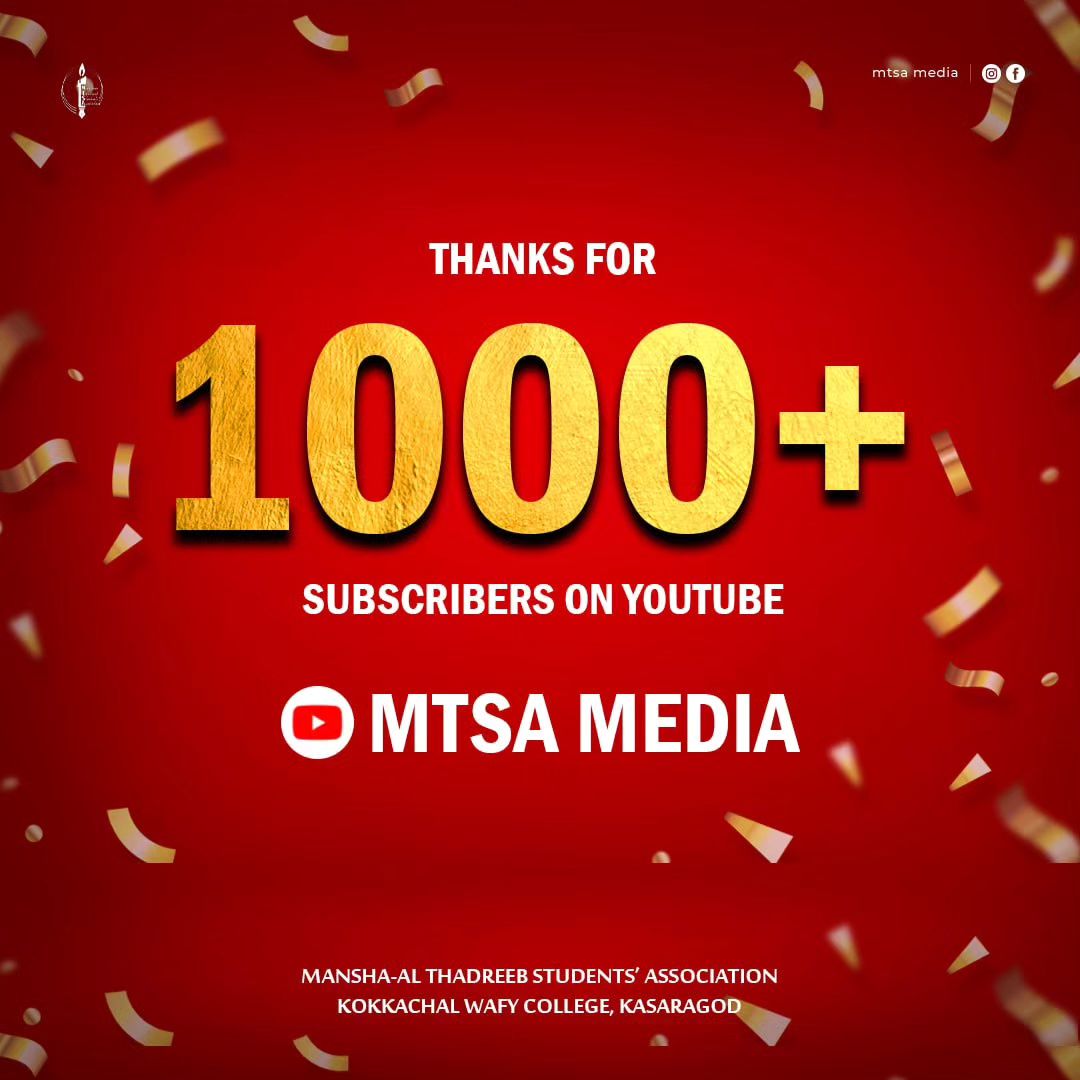 mtsa media
THANKS FOR
1000+
SUBSCRIBERS ON YOUTUBE
MTSA MEDIA
MANSHA-AL THADREEB STUDENTS' ASSOCIATION
KOKKACHAL WAFY COLLEGE, KASARAGOD